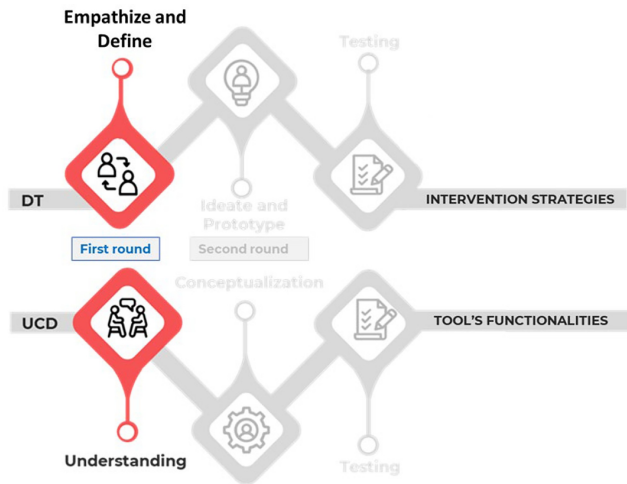 Empathize and
Define
Testing
DT
Ideate and
Prototype
INTERVENTION STRATEGIES
First round
Second round
Conceptualization
UCD
TOOL'S FUNCTIONALITIES
Understanding
Testing